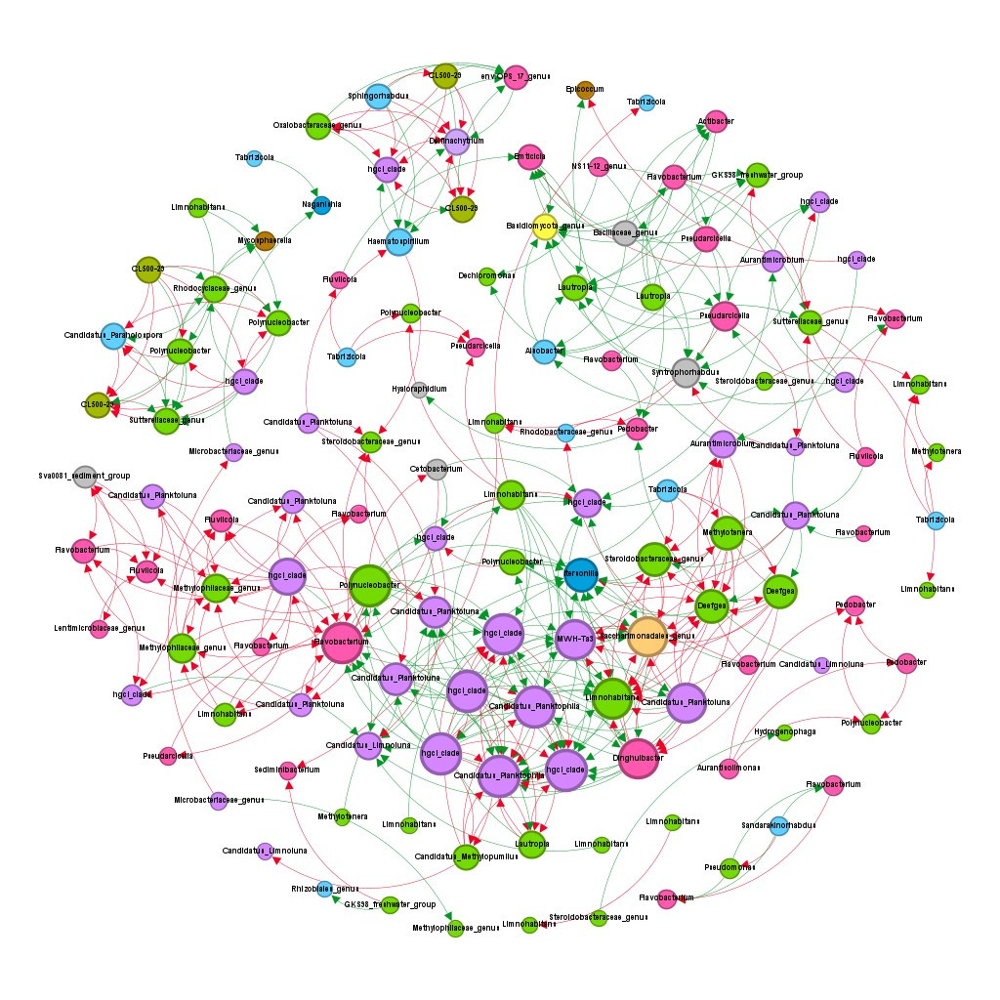 CL500-29
env.OPS_17_genus
Sphingorhabdus
Epicoccum
Tabrizicola
Oxalobacteraceae_genus
Actibacter
Tabrizicola
hgcI_clade
Emticicia
NS11-12_genus
Flavobacterium
GKS98_freshwater_group
Limnohabitans
Naganishia
CL500-29
hgcI_clade
Mycosphaerella
Haematospirillum
Basidiomycota_genus
Bacillaceae_genus
Pseudarcicella
Aurantimicrobium
hgcI_clade
CL500-29
Rhodocyclaceae_genus
Fluviicola
Dechloromonas
Lautropia
Lautropia
Polynucleobacter
Polynucleobacter
Pseudarcicella
Sutterellaceae_genus
Flavobacterium
Candidatus_Paraholospora
Polynucleobacter
Tabrizicola
Pseudarcicella
Flavobacterium
Syntrophorhabdus
hgcI_clade
Hyaloraphidium
Steroidobacteraceae_genus
hgcI_clade
Limnohabitans
CL500-29
Sutterellaceae_genus
Candidatus_Planktoluna
Limnohabitans
Rhodobacteraceae_genus
Pedobacter
Microbacteriaceae_genus
Steroidobacteraceae_genus
Aurantimicrobium
Candidatus_Planktoluna
Fluviicola
Methylotenera
Sva0081_sediment_group
Cetobacterium
Candidatus_Planktoluna
Candidatus_Planktoluna
Flavobacterium
Limnohabitans
hgcI_clade
Tabrizicola
Candidatus_Planktoluna
Tabrizicola
Fluviicola
hgcI_clade
Methylotenera
Flavobacterium
Flavobacterium
Fluviicola
hgcI_clade
Polynucleobacter
Steroidobacteraceae_genus
Methylophilaceae_genus
Polynucleobacter
Deefgea
Limnohabitans
Lentimicrobiaceae_genus
Candidatus_Planktoluna
Deefgea
Pedobacter
Methylophilaceae_genus
Flavobacterium
Flavobacterium
hgcI_clade
MWH-Ta3
Saccharimonadales_genus
Candidatus_Planktoluna
Flavobacterium
Candidatus_Limnoluna
Pedobacter
hgcI_clade
Limnohabitans
Candidatus_Planktoluna
hgcI_clade
Candidatus_Planktophila
Limnohabitans
Candidatus_Planktoluna
Polynucleobacter
Pseudarcicella
Candidatus_Limnoluna
hgcI_clade
Hydrogenophaga
Sediminibacterium
Candidatus_Planktophila
hgcI_clade
Dinghuibacter
Aurantisolimonas
Flavobacterium
Microbacteriaceae_genus
Methylotenera
Limnohabitans
Limnohabitans
Sandarakinorhabdus
Candidatus_Limnoluna
Candidatus_Methylopumilus
Lautropia
Limnohabitans
Pseudomonas
Rhizobiales_genus
GKS98_freshwater_group
Flavobacterium
Methylophilaceae_genus
Limnohabitans
Steroidobacteraceae_genus